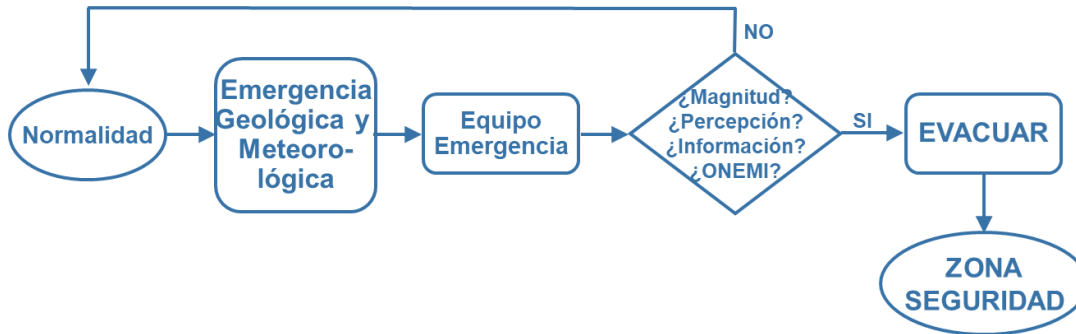 NO
Normalidad
Emergencia
Geológica y
Meteoro-
lógica
Equipo
Emergencia
¿Magnitud?
¿Percepción?
¿Información?
¿ONEMI?
SI
EVACUAR
ZONA
SEGURIDAD